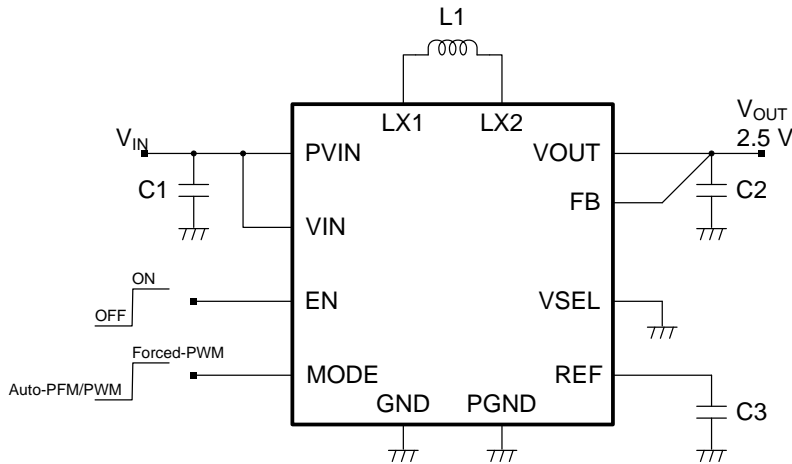 L1
LX1 LX2
V_IN
PVIN
VOUT
V_OUT
2.5 V
C1
FB
C2
VIN
ON
OFF
EN
VSEL
Forced-PWM
Auto-PFM/PWM
MODE
REF
GND PGND
C3